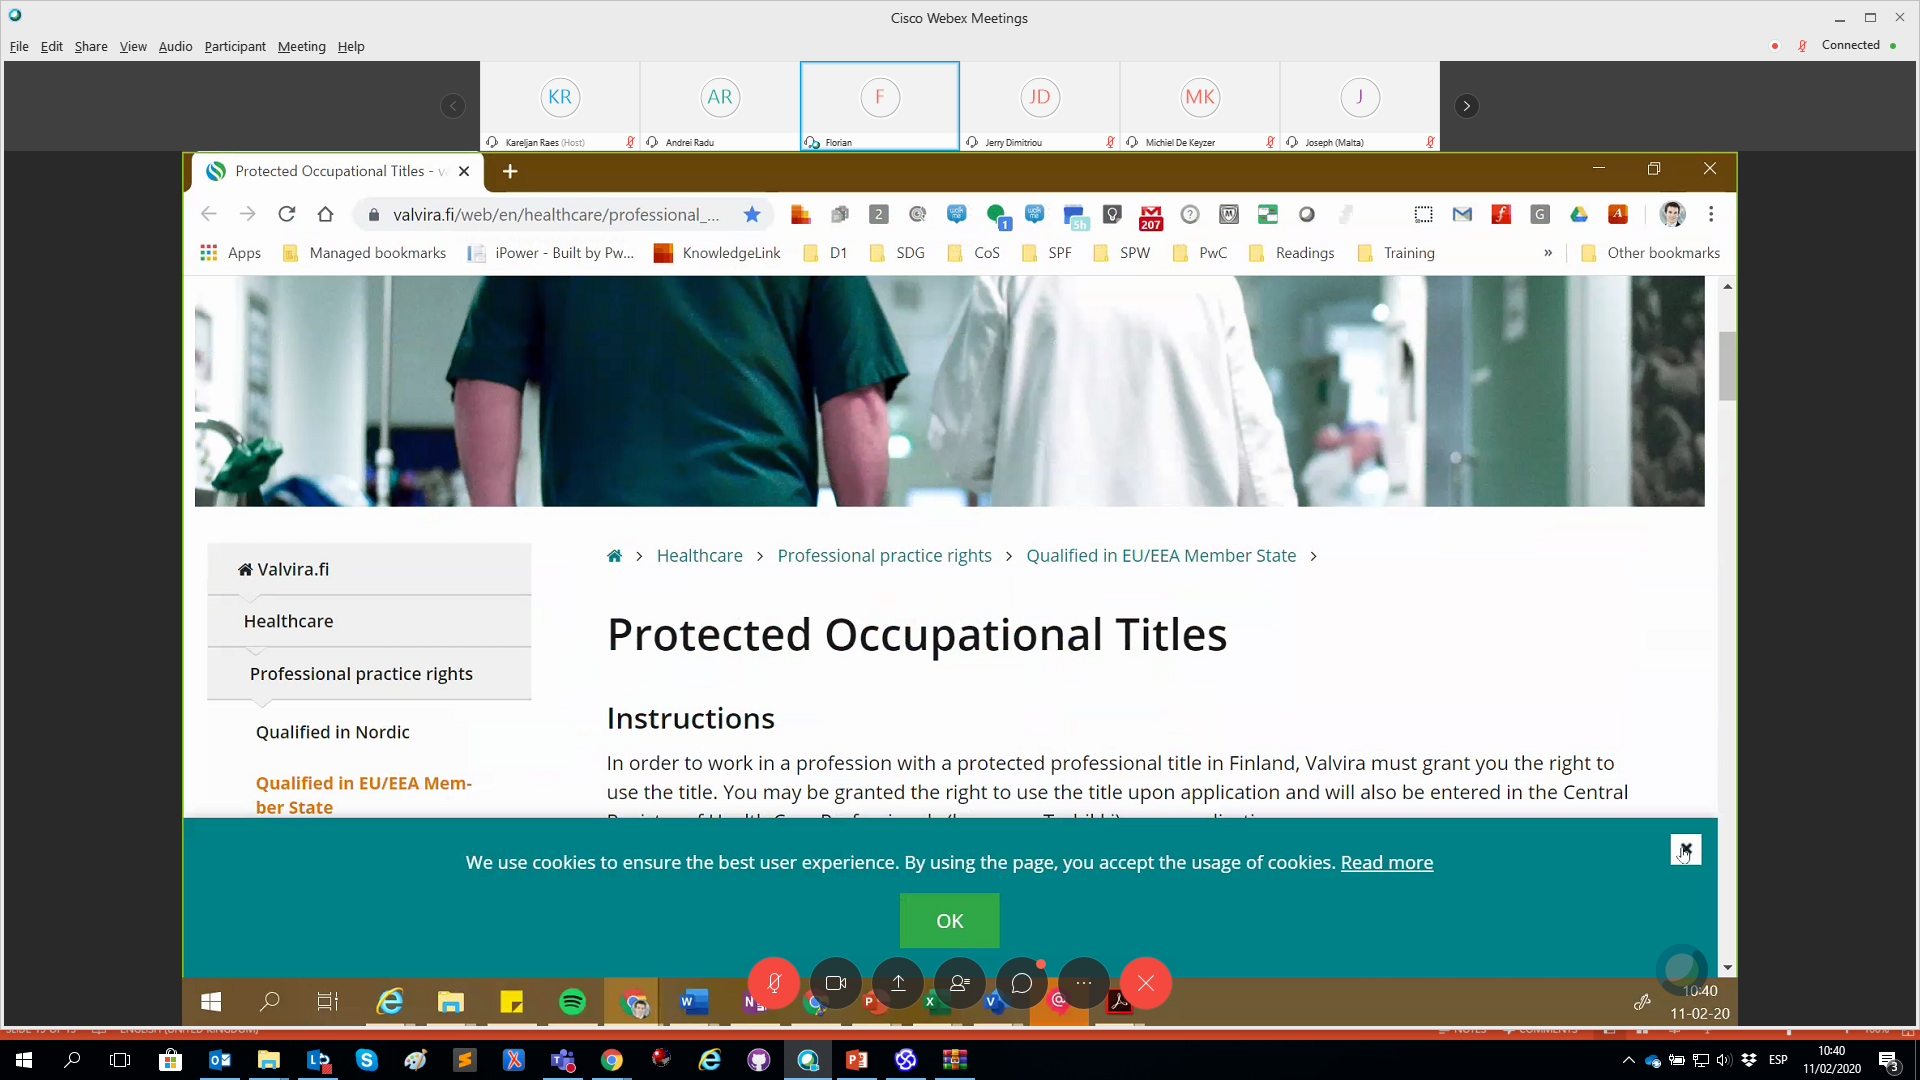 Cisco Webex Meetings
File Edit Share View Audio Participant Meeting Help
Connected
KR AR F JD MK J
Kareljan Raes (Host) Andrei Radu Florian Jerry Dimitriou Michiel De Keyzer Joseph (Malta)
Protected Occupational Titles - v
valvira.fi/web/en/healthcare/professional_...
2 1 5h 207 G
Apps Managed bookmarks iPower - Built by Pw... KnowledgeLink D1 SDG CoS SPF SPW PwC Readings Training » Other bookmarks
Valvira.fi
Healthcare
Professional practice rights
Qualified in Nordic
Qualified in EU/EEA Mem-
ber State
Healthcare > Professional practice rights > Qualified in EU/EEA Member State >
Protected Occupational Titles
Instructions
In order to work in a profession with a protected professional title in Finland, Valvira must grant you the right to
use the title. You may be granted the right to use the title upon application and will also be entered in the Central
We use cookies to ensure the best user experience. By using the page, you accept the usage of cookies. Read more
OK
10:40
11-02-20
ESP
10:40
11/02/2020
3